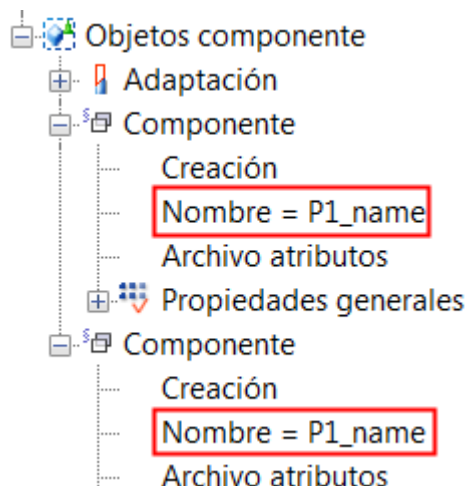 Objetos componente
Adaptación
Componente
Creación
Nombre = P1_name
Archivo atributos
Propiedades generales
Componente
Creación
Nombre = P1_name
Archivo atributos